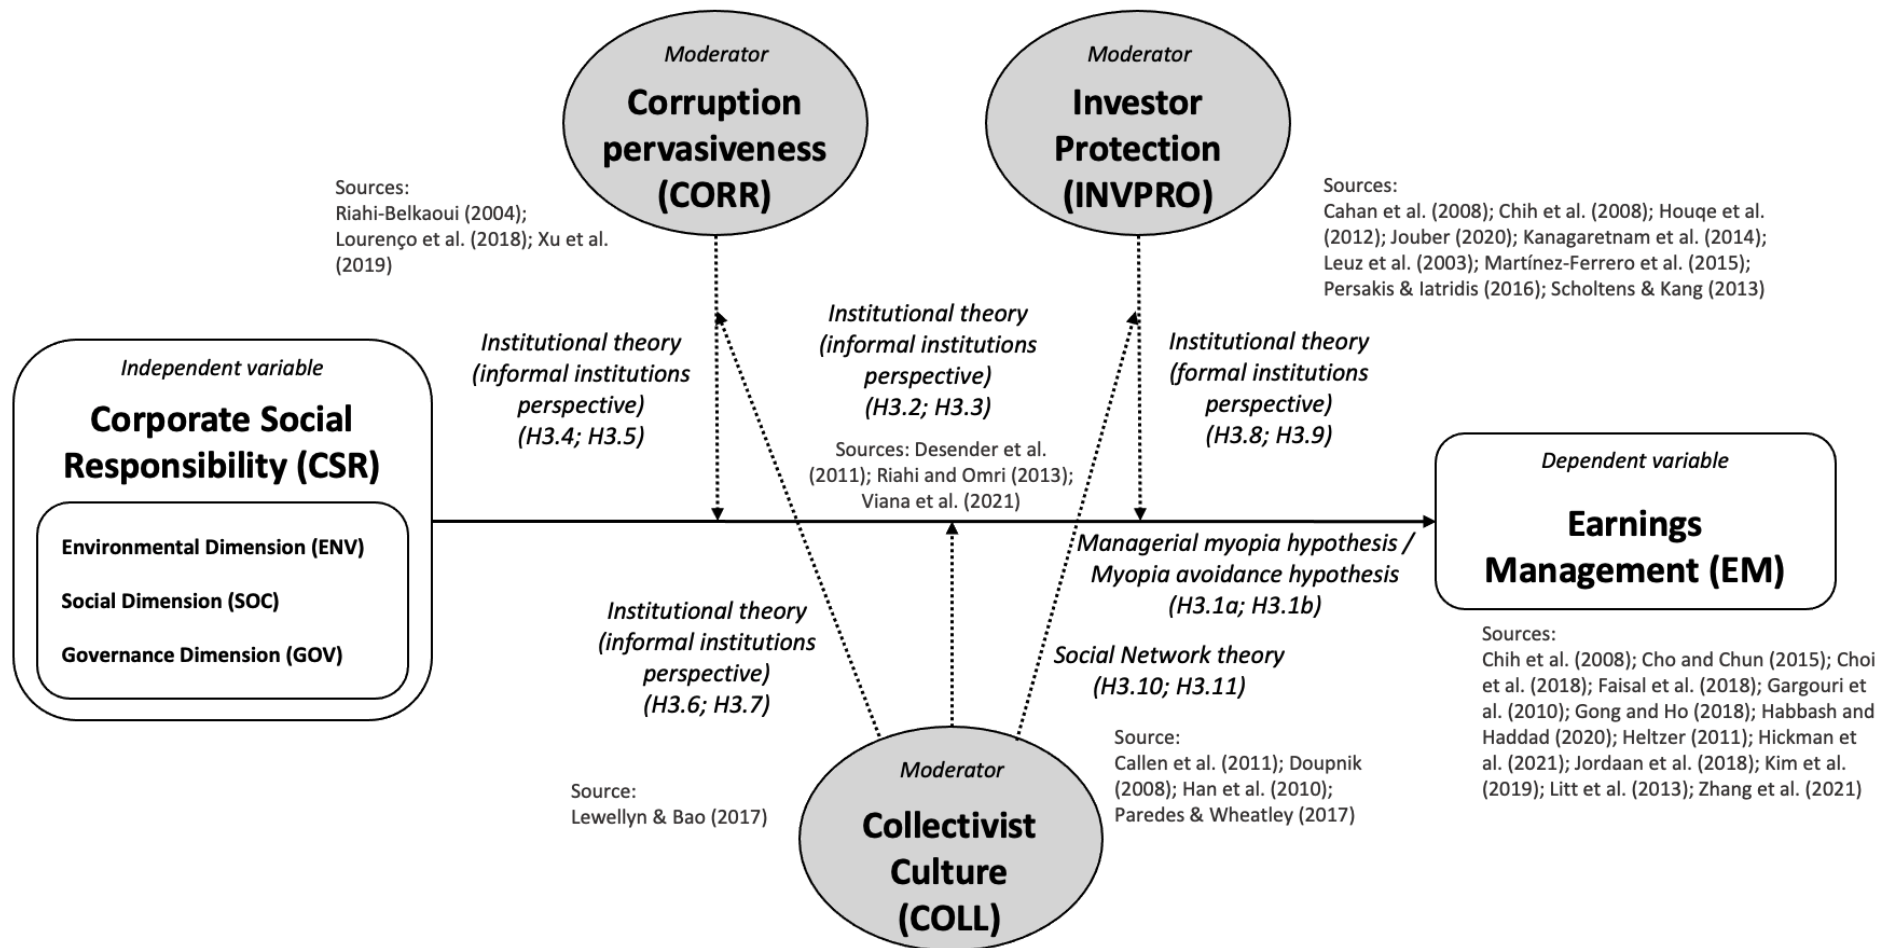 Moderator
Corruption
pervasiveness
(CORR)
Moderator
Investor
Protection
(INVPRO)
Sources:
Riahi-Belkaoui (2004);
Lourenço et al. (2018); Xu et al.
(2019)
Sources:
Cahan et al. (2008); Chih et al. (2008); Houqe et al.
(2012); Jouber (2020); Kanagaretnam et al. (2014);
Leuz et al. (2003); Martínez-Ferrero et al. (2015);
Persakis & Iatridis (2016); Scholtens & Kang (2013)
Independent variable
Corporate Social
Responsibility (CSR)
Environmental Dimension (ENV)
Social Dimension (SOC)
Governance Dimension (GOV)
Institutional theory
(informal institutions
perspective)
(H3.4; H3.5)
Institutional theory
(informal institutions
perspective)
(H3.2; H3.3)
Sources: Desender et al.
(2011); Riahi and Omri (2013);
Viana et al. (2021)
Institutional theory
(formal institutions
perspective)
(H3.8; H3.9)
Dependent variable
Earnings
Management (EM)
Managerial myopia hypothesis /
Myopia avoidance hypothesis
(H3.1a; H3.1b)
Institutional theory
(informal institutions
perspective)
(H3.6; H3.7)
Social Network theory
(H3.10; H3.11)
Sources:
Chih et al. (2008); Cho and Chun (2015); Choi
et al. (2018); Faisal et al. (2018); Gargouri et
al. (2010); Gong and Ho (2018); Habbash and
Haddad (2020); Heltzer (2011); Hickman et
al. (2021); Jordaan et al. (2018); Kim et al.
(2019); Litt et al. (2013); Zhang et al. (2021)
Source:
Lewellyn & Bao (2017)
Moderator
Collectivist
Culture
(COLL)
Source:
Callen et al. (2011); Doupnik
(2008); Han et al. (2010);
Paredes & Wheatley (2017)